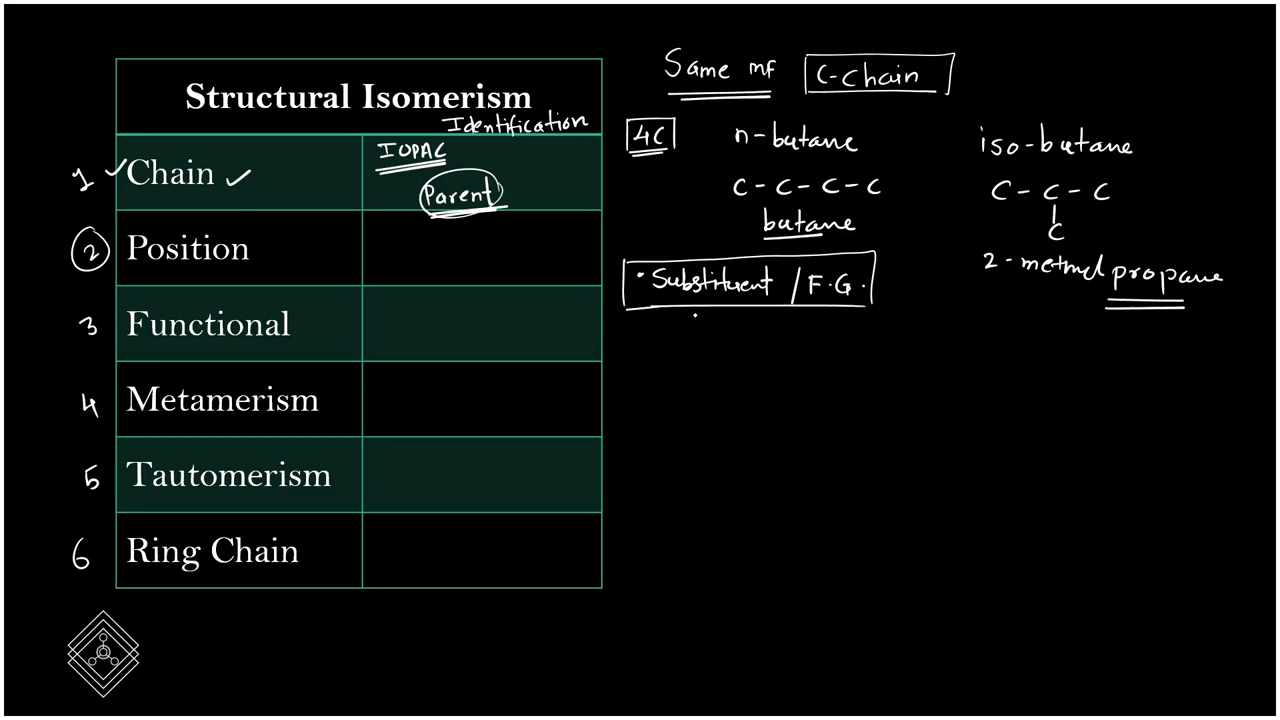 Structural Isomerism
Identification
1 Chain
IUPAC
Parent
2 Position
3 Functional
4 Metamerism
5 Tautomerism
6 Ring Chain
Same mf C-Chain
4C n-butane
C - C - C - C
butane
iso-butane
C - C - C
C
2-methyl propane
• Substituent / F.G.